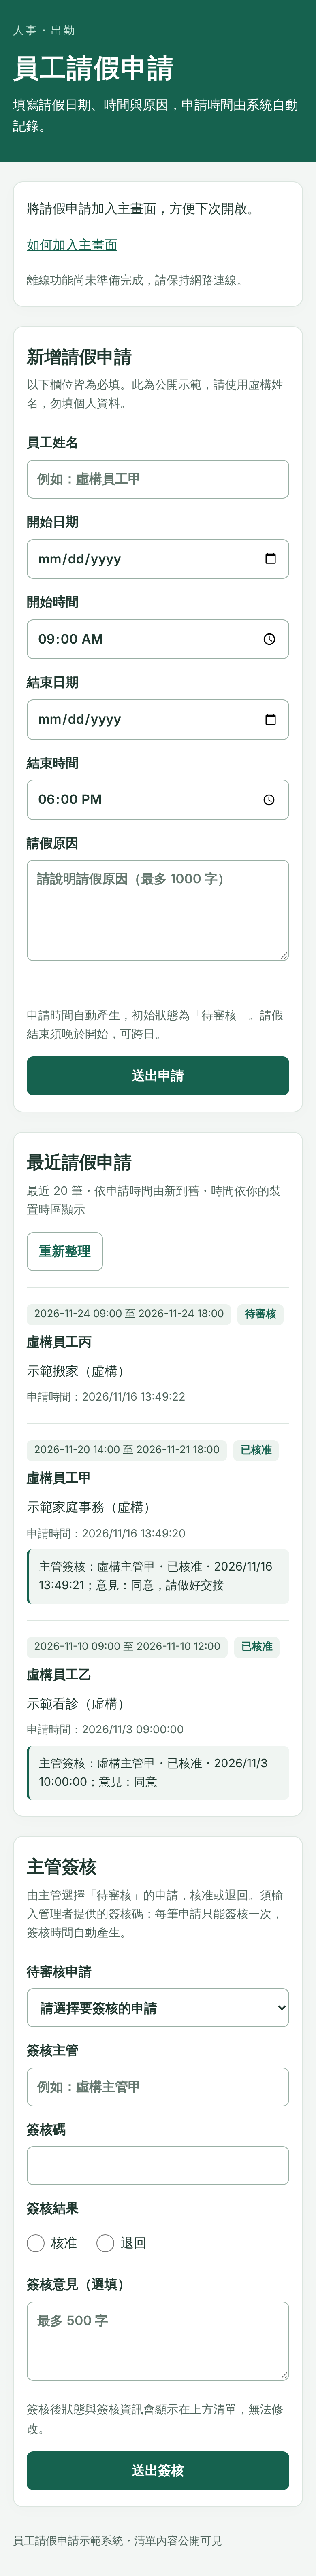 人事・出勤
員工請假申請
填寫請假日期、時間與原因，申請時間由系統自動
記錄。
將請假申請加入主畫面，方便下次開啟。
如何加入主畫面
離線功能尚未準備完成，請保持網路連線。
新增請假申請
以下欄位皆為必填。此為公開示範，請使用虛構姓
名，勿填個人資料。
員工姓名
例如：虛構員工甲
開始日期
mm/dd/yyyy
開始時間
09:00 AM
結束日期
mm/dd/yyyy
結束時間
06:00 PM
請假原因
請說明請假原因（最多 1000 字）
申請時間自動產生，初始狀態為「待審核」。請假
結束須晚於開始，可跨日。
送出申請
最近請假申請
最近 20 筆・依申請時間由新到舊・時間依你的裝
置時區顯示
重新整理
2026-11-24 09:00 至 2026-11-24 18:00 待審核
虛構員工丙
示範搬家（虛構）
申請時間：2026/11/16 13:49:22
2026-11-20 14:00 至 2026-11-21 18:00 已核准
虛構員工甲
示範家庭事務（虛構）
申請時間：2026/11/16 13:49:20
主管簽核：虛構主管甲・已核准・2026/11/16
13:49:21；意見：同意，請做好交接
2026-11-10 09:00 至 2026-11-10 12:00 已核准
虛構員工乙
示範看診（虛構）
申請時間：2026/11/3 09:00:00
主管簽核：虛構主管甲・已核准・2026/11/3
10:00:00；意見：同意
主管簽核
由主管選擇「待審核」的申請，核准或退回。須輸
入管理者提供的簽核碼；每筆申請只能簽核一次，
簽核時間自動產生。
待審核申請
請選擇要簽核的申請
簽核主管
例如：虛構主管甲
簽核碼
簽核結果
核准 退回
簽核意見（選填）
最多 500 字
簽核後狀態與簽核資訊會顯示在上方清單，無法修
改。
送出簽核
員工請假申請示範系統・清單內容公開可見